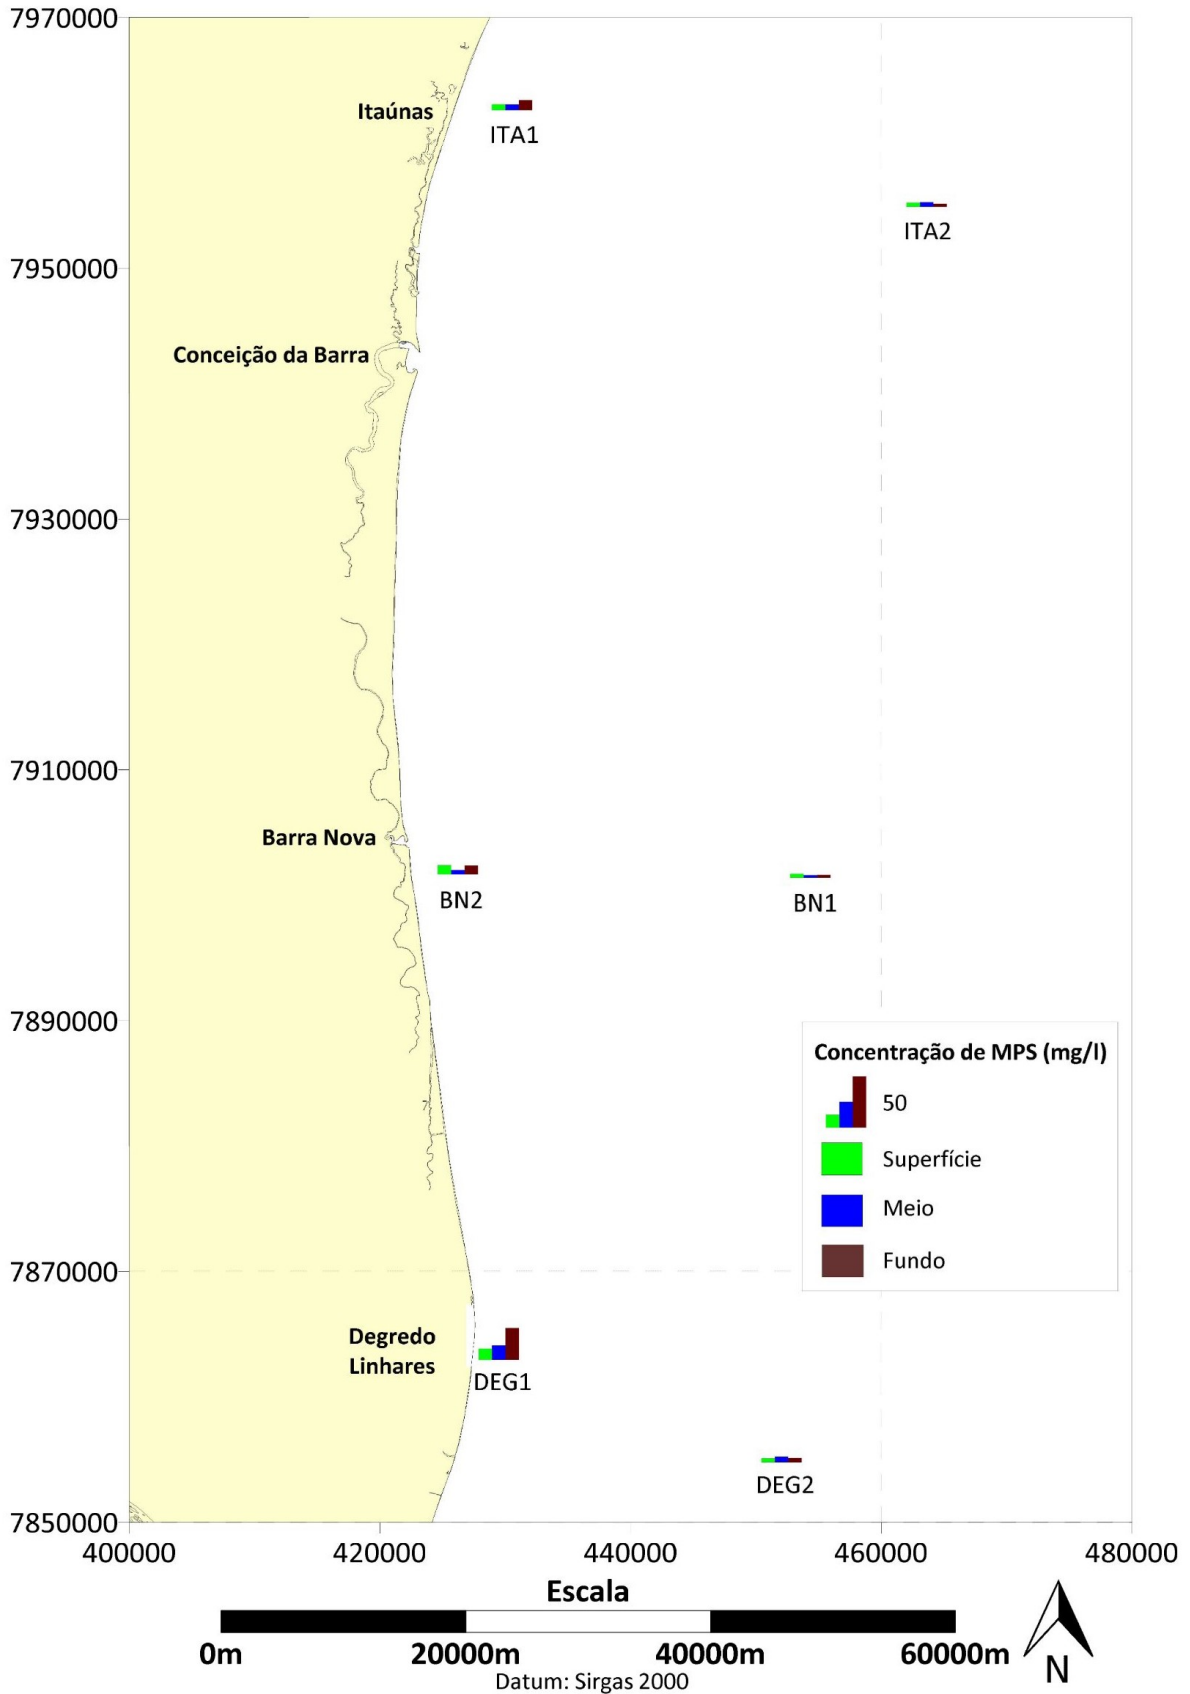 7970000
Itaúnas
ITA1
ITA2
7950000
Conceição da Barra
7930000
7910000
Barra Nova
BN2
BN1
7890000
Concentração de MPS (mg/l)
50
Superfície
Meio
Fundo
7870000
Degredo
Linhares
DEG1
DEG2
7850000
400000 420000 440000 460000 480000
Escala
0m 20000m 40000m 60000m
Datum: Sirgas 2000
N